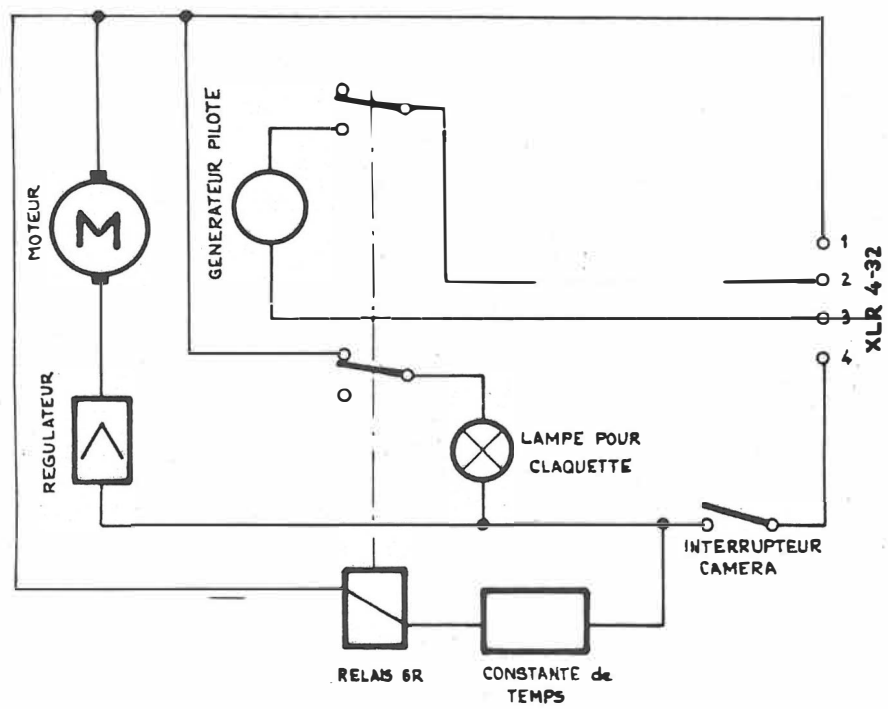 MOTEUR
M
GENERATEUR PILOTE
1
2
3
4
XLR 4-32
REGULATEUR
LAMPE POUR
CLAQUETTE
INTERRUPTEUR
CAMERA
RELAIS 6R
CONSTANTE de
TEMPS